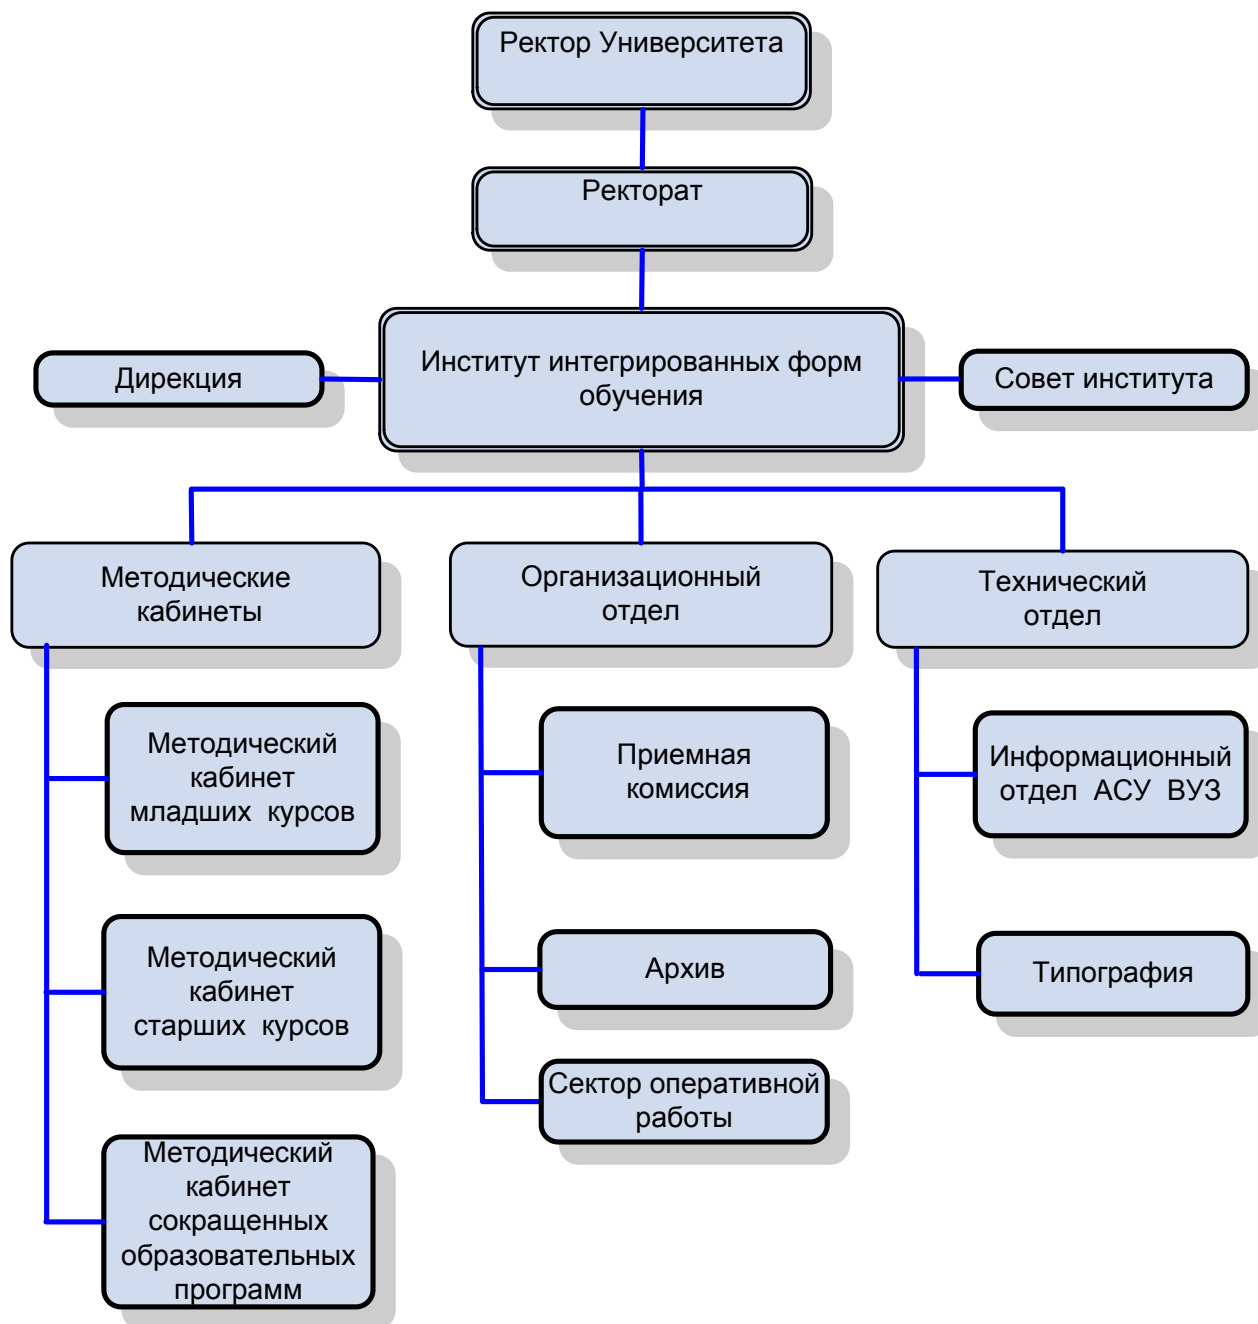 Ректор Университета
Ректорат
Институт интегрированных форм
обучения
Дирекция
Совет института
Методические
кабинеты
Организационный
отдел
Технический
отдел
Методический
кабинет
младших курсов
Методический
кабинет
старших курсов
Методический
кабинет
сокращенных
образовательных
программ
Приемная
комиссия
Архив
Сектор оперативной
работы
Информационный
отдел АСУ ВУЗ
Типография